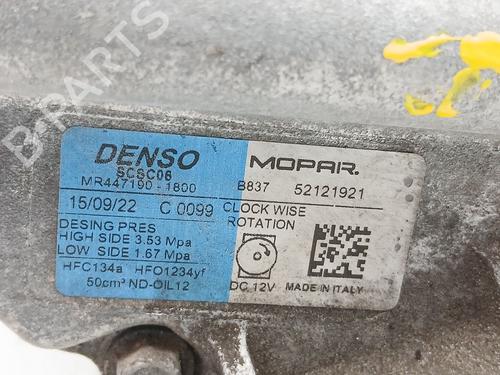 B-PARTS
DENSO
SCSC06
MR447190-1800
15/09/22 C 0099
DESING PRES
HIGH SIDE 3.53 Mpa
LOW SIDE 1.67 Mpa
HFC134a HFO1234yf
50cm³ ND-OIL12
MOPAR.
B837 52121921
CLOCK WISE
ROTATION
DC 12V MADE IN ITALY